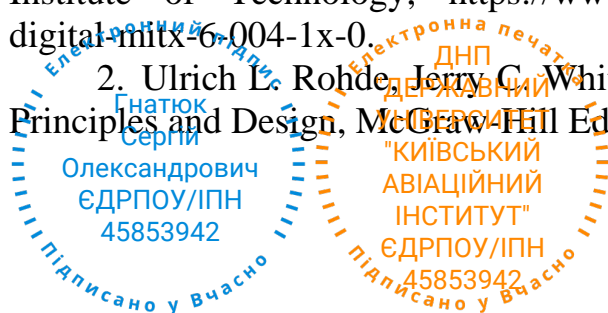 Institute of Technology, https://www
digital-mitx-6-004-1x-0.
2. Ulrich L. Rohde, Jerry C. Whi
Principles and Design, McGraw-Hill Ed
Електронний підпис
Гнатюк
Сергій
Олександрович
ЄДРПОУ/ІПН
45853942
Підписано у Вчасно
Електронна печатка
ДНП
"ДЕРЖАВНИЙ
УНІВЕРСИТЕТ
"КИЇВСЬКИЙ
АВІАЦІЙНИЙ
ІНСТИТУТ"
ЄДРПОУ/ІПН
45853942
Підписано у Вчасно